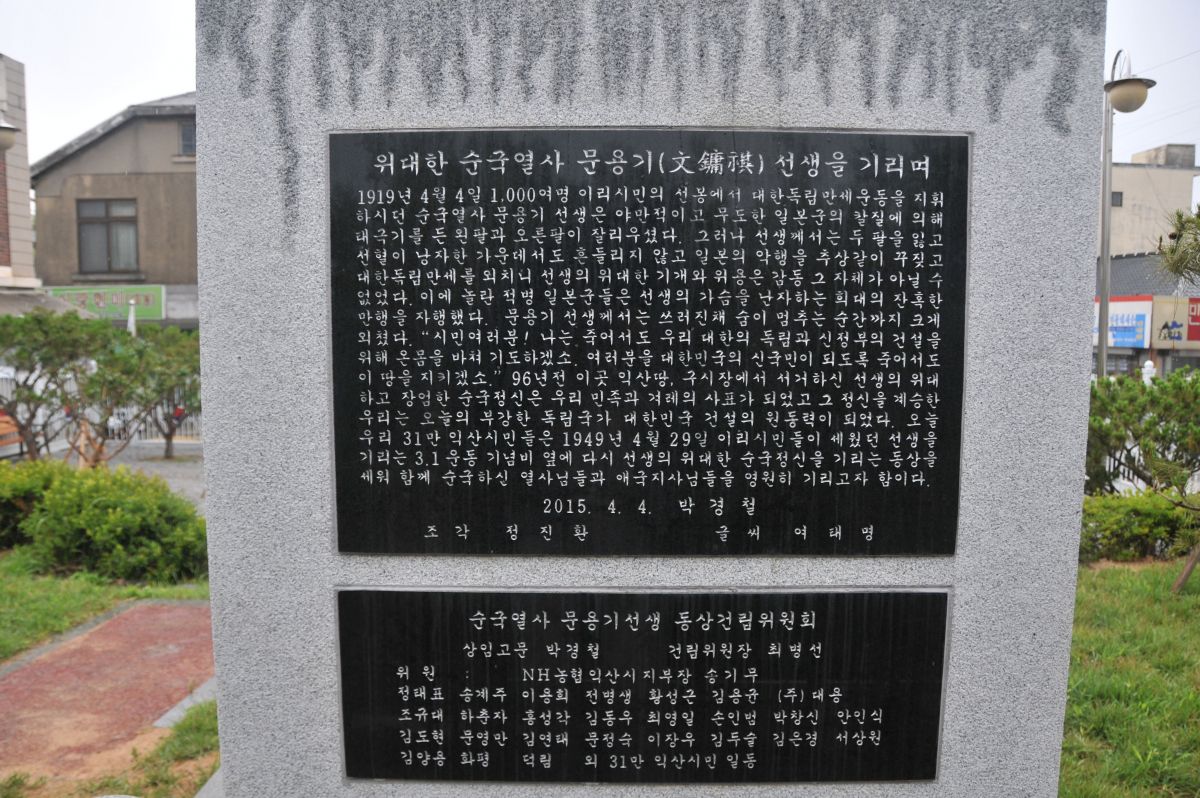 위대한 순국열사 문용기(文鏞祺) 선생을 기리며
1919년 4월 4일 1,000여명 이리시민의 선봉에서 대한독립만세운동을 지휘
하시던 순국열사 문용기 선생은 야만적이고 무도한 일본군의 칼질에 의해
태극기를 든 왼팔과 오른팔이 잘리우셨다. 그러나 선생께서는 두 팔을 잃고
선혈이 낭자한 가운데서도 흔들리지 않고 일본의 악행을 추상같이 꾸짖고
대한독립만세를 외치니 선생의 위대한 기개와 위용은 감동 그 자체가 아닐 수
없었다. 이에 놀란 적병 일본군들은 선생의 가슴을 난자하는 희대의 잔혹한
만행을 자행했다. 문용기 선생께서는 쓰러진채 숨이 멈추는 순간까지 크게
외쳤다. "시민여러분! 나는 죽어서도 우리 대한의 독립과 신정부의 건설을
위해 온몸을 바쳐 기도하겠소. 여러분을 대한민국의 신국민이 되도록 죽어서도
이 땅을 지키겠소." 96년전 이곳 익산땅, 구시장에서 서거하신 선생의 위대
하고 장엄한 순국정신은 우리 민족과 겨레의 사표가 되었고 그 정신을 계승한
우리는 오늘의 부강한 독립국가 대한민국 건설의 원동력이 되었다. 오늘
우리 31만 익산시민들은 1949년 4월 29일 이리시민들이 세웠던 선생을
기리는 3.1 운동 기념비 옆에 다시 선생의 위대한 순국정신을 기리는 동상을
세워 함께 순국하신 열사님들과 애국지사님들을 영원히 기리고자 함이다.
2015. 4. 4. 박경철
조각 정진환 글씨 여태명
순국열사 문용기선생 동상건립위원회
상임고문 박경철 건립위원장 최병선
위원 : NH농협익산시지부장 송기무
정태표 송계주 이용희 전병생 황성근 김용균 (주)대응
조규대 하춘자 홍성각 김동우 최영일 손인범 박창신 안인식
김도현 문영만 김연태 문정숙 이장우 김두술 김은경 서상원
김양용 화평 덕림 외 31만 익산시민 일동